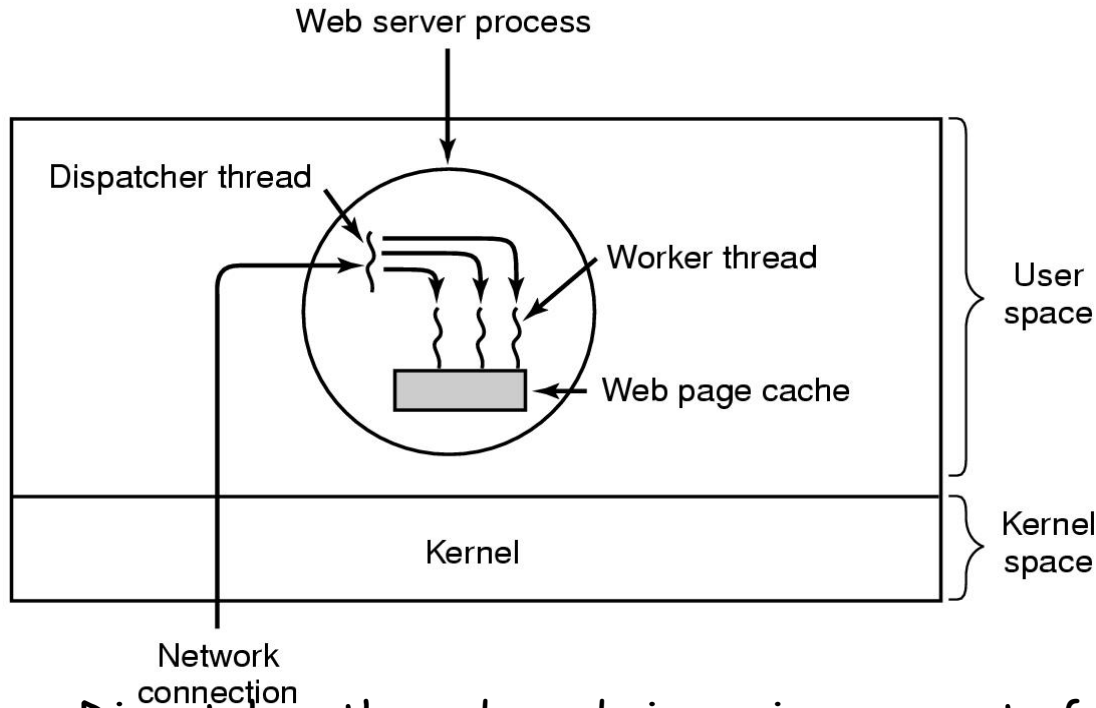 Web server process
Dispatcher thread
Worker thread
User
space
Web page cache
Kernel
Kernel
space
Network
connection